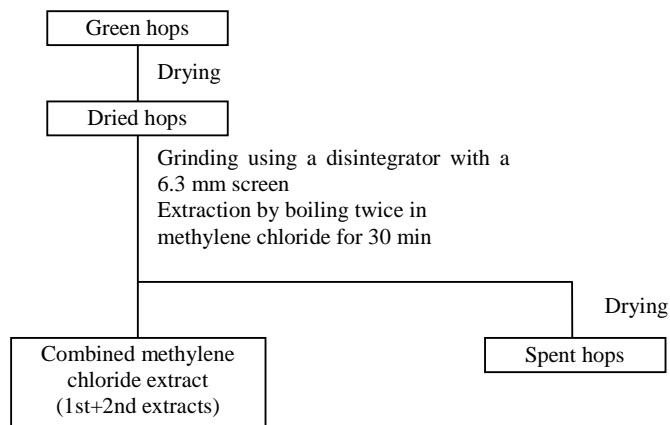 Green hops
Drying
Dried hops
Grinding using a disintegrator with a
6.3 mm screen
Extraction by boiling twice in
methylene chloride for 30 min
Drying
Combined methylene
chloride extract
(1st+2nd extracts)
Spent hops